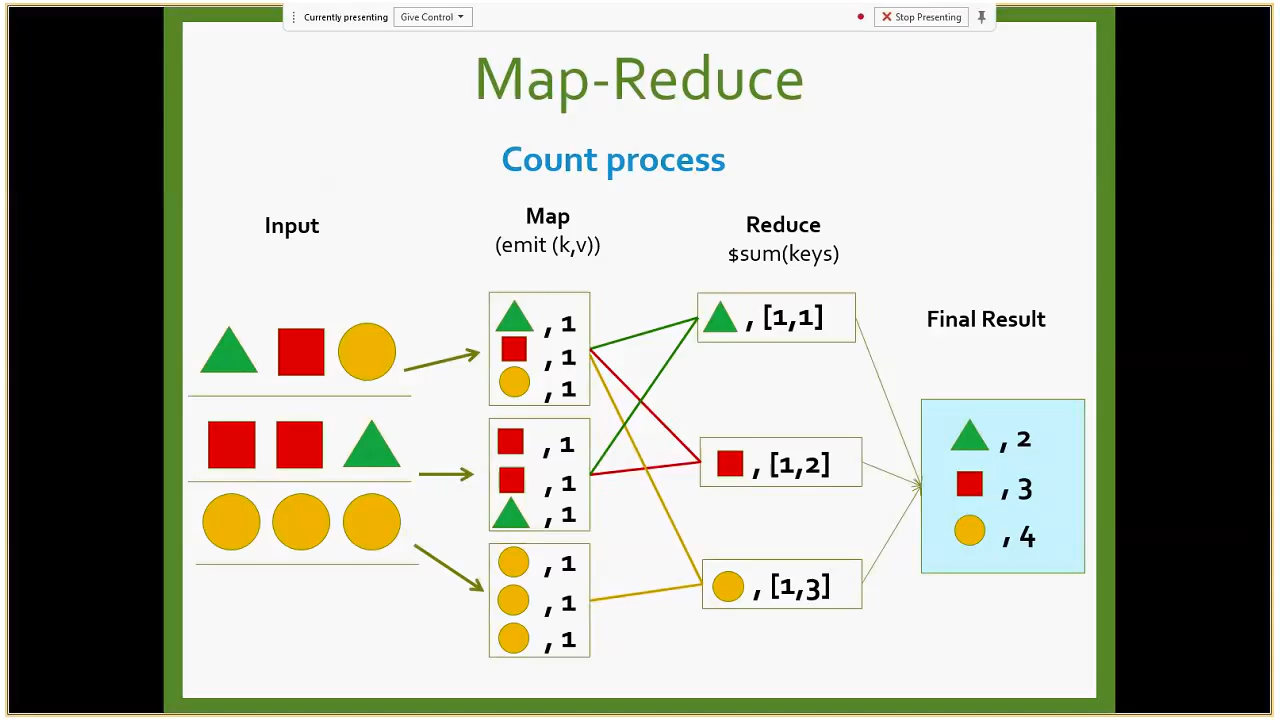 Currently presenting
Give Control
Stop Presenting
Map-Reduce
Count process
Input
Map
(emit (k,v))
Reduce
$sum(keys)
Final Result
, 1
, 1
, 1
, 1
, 1
, 1
, 1
, 1
, 1
, [1,1]
, [1,2]
, [1,3]
, 2
, 3
, 4